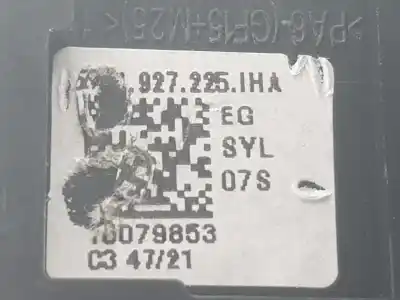 >PA6-(GF15+M25)<
.927.225.IHA
EG
SYL
07S
10079853
C3 47/21